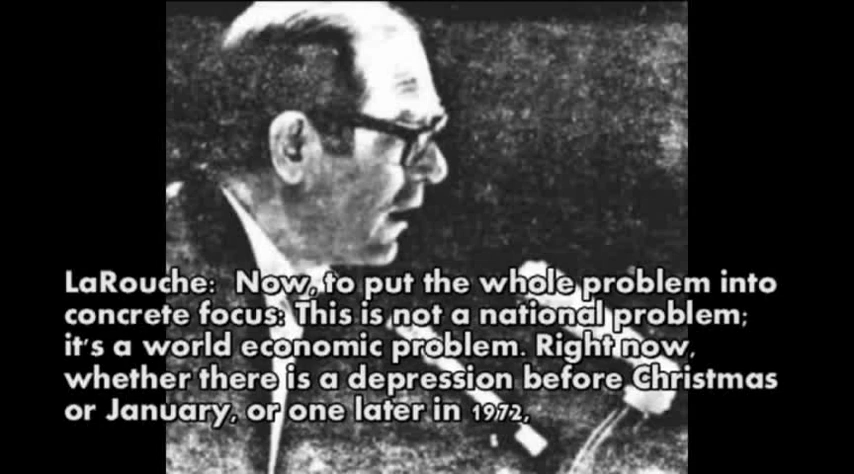 LaRouche: Now, to put the whole problem into
concrete focus: This is not a national problem;
it's a world economic problem. Right now,
whether there is a depression before Christmas
or January, or one later in 1972,